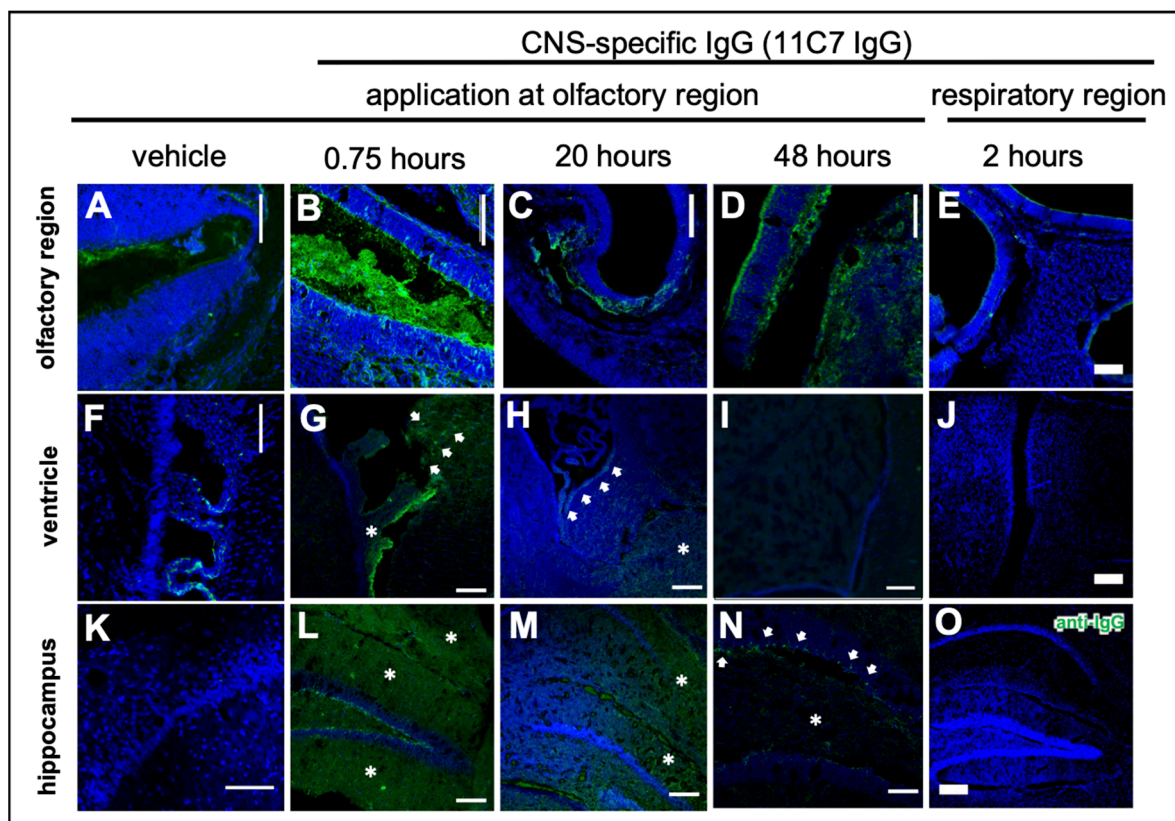 CNS-specific IgG (11C7 IgG)
application at olfactory region
respiratory region
vehicle
0.75 hours
20 hours
48 hours
2 hours
olfactory region
A
B
C
D
E
ventricle
F
G
*
H
*
I
J
hippocampus
K
L
*
*
*
M
*
*
N
*
O
anti-IgG